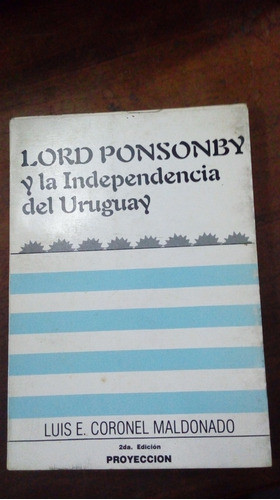 LORD PONSONBY
y la Independencia
del Uruguay
LUIS E. CORONEL MALDONADO
2da. Edición
PROYECCION